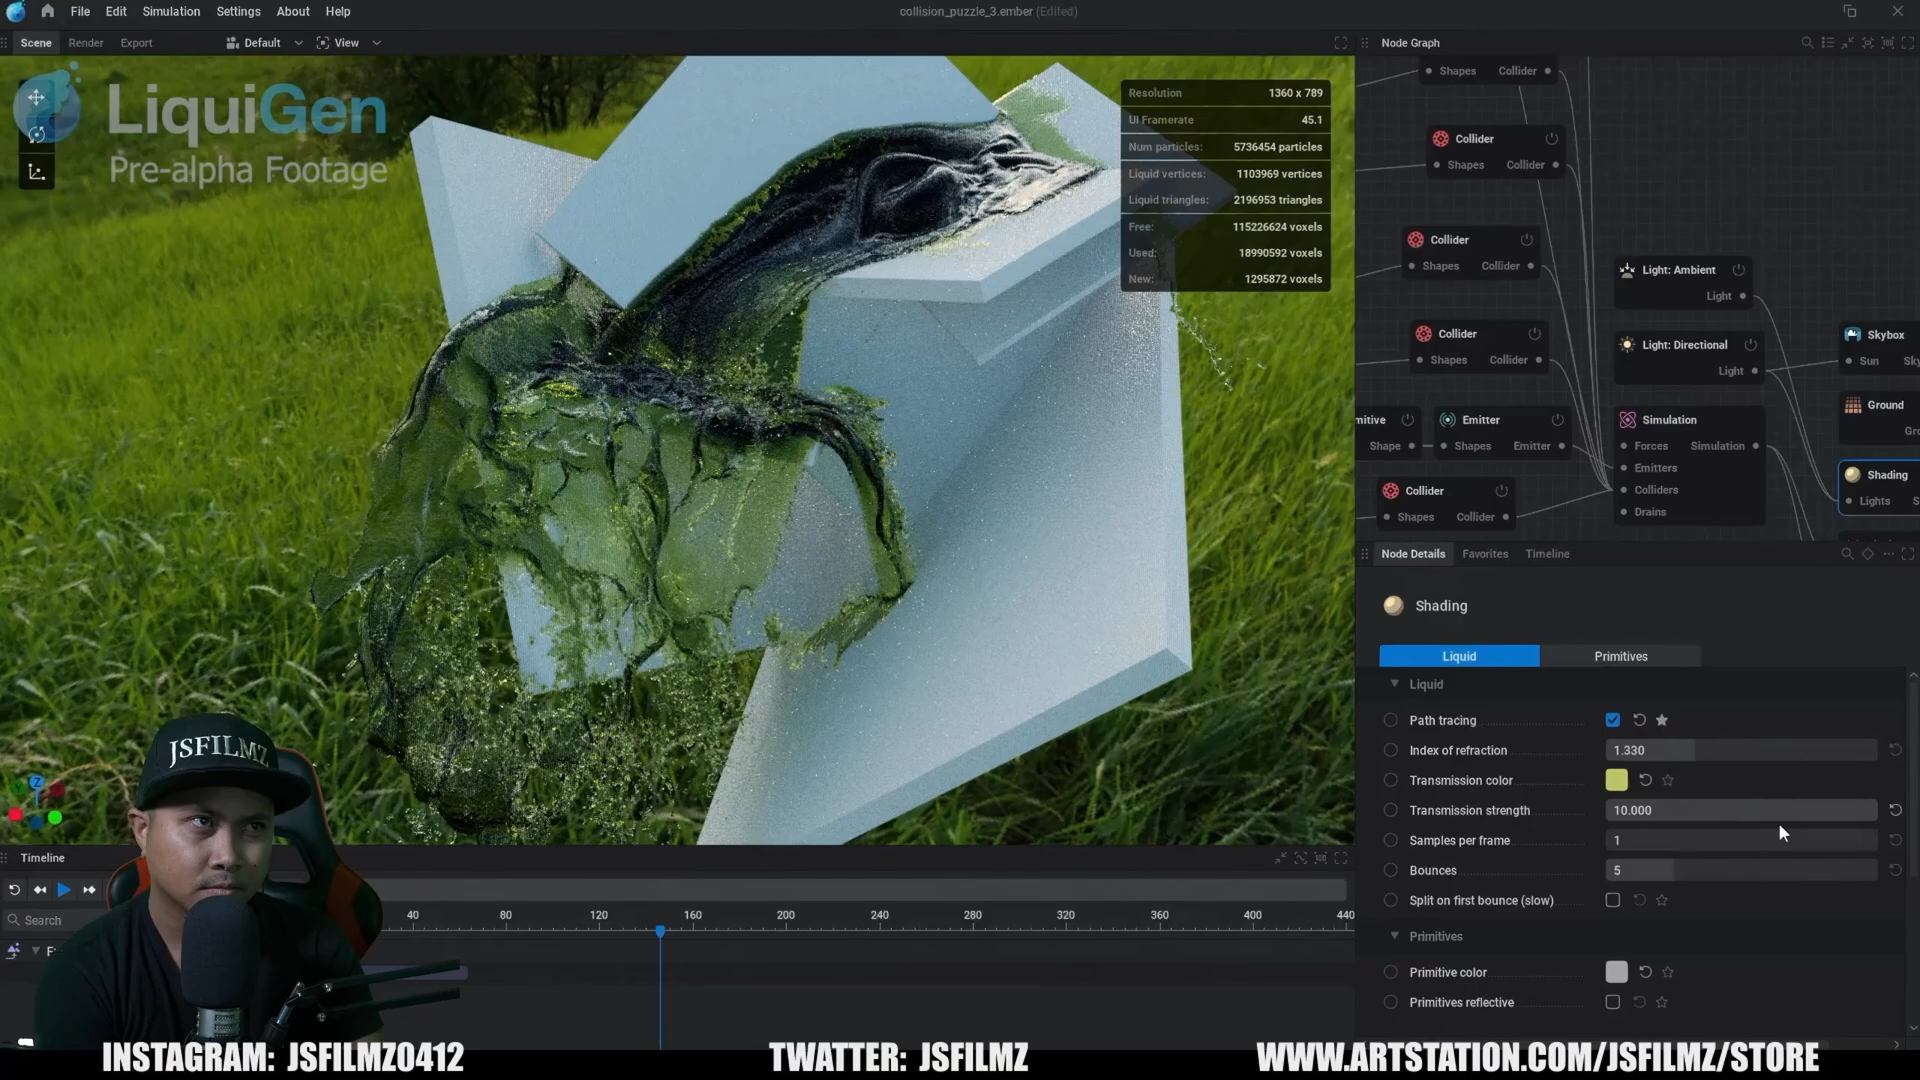 File Edit Simulation Settings About Help
collision_puzzle_3.ember (Edited)
Scene Render Export Default View
LiquiGen
Pre-alpha Footage
Resolution 1360 x 789
UI Framerate 45.1
Num particles: 5736454 particles
Liquid vertices: 1103969 vertices
Liquid triangles: 2196953 triangles
Free: 115226624 voxels
Used: 18990592 voxels
New: 1295872 voxels
Node Graph
Shapes Collider
Collider
Shapes Collider
Collider
Shapes Collider
Collider
Shapes Collider
mitive
Shape
Emitter
Shapes Emitter
Collider
Shapes Collider
Light: Ambient
Light
Light: Directional
Light
Simulation
Forces Simulation
Emitters
Colliders
Drains
Skybox
Sun Sky
Ground
Gro
Shading
Lights S
Node Details Favorites Timeline
Shading
Liquid Primitives
Liquid
Path tracing
Index of refraction 1.330
Transmission color
Transmission strength 10.000
Samples per frame 1
Bounces 5
Split on first bounce (slow)
Primitives
Primitive color
Primitives reflective
Timeline
Search
40 80 120 160 200 240 280 320 360 400 440
JSFILMZ
INSTAGRAM: JSFILMZ0412
TWATTER: JSFILMZ
WWW.ARTSTATION.COM/JSFILMZ/STORE